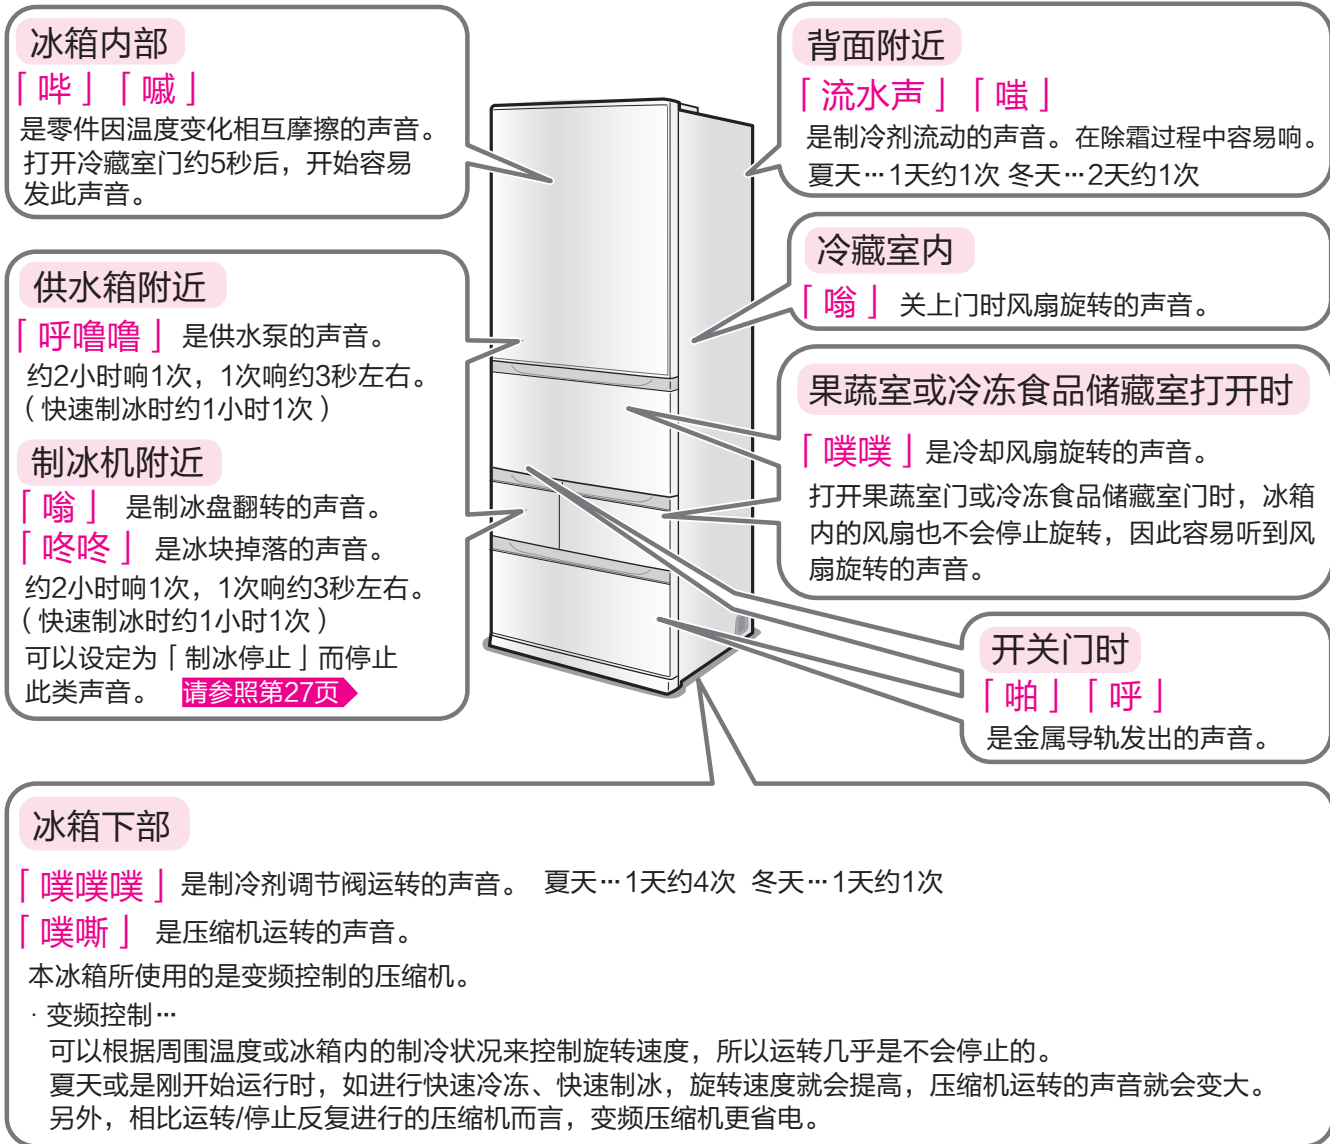 冰箱内部
「哔」「嘁」
是零件因温度变化相互摩擦的声音。
打开冷藏室门约5秒后，开始容易
发此声音。
供水箱附近
「呼噜噜」 是供水泵的声音。
约2小时响1次，1次响约3秒左右。
（快速制冰时约1小时1次）
制冰机附近
「嗡」 是制冰盘翻转的声音。
「咚咚」 是冰块掉落的声音。
约2小时响1次，1次响约3秒左右。
（快速制冰时约1小时1次）
可以设定为「制冰停止」而停止
此类声音。 请参照第27页
背面附近
「流水声」「嗤」
是制冷剂流动的声音。在除霜过程中容易响。
夏天…1天约1次 冬天…2天约1次
冷藏室内
「嗡」 关上门时风扇旋转的声音。
果蔬室或冷冻食品储藏室打开时
「噗噗」是冷却风扇旋转的声音。
打开果蔬室门或冷冻食品储藏室门时，冰箱
内的风扇也不会停止旋转，因此容易听到风
扇旋转的声音。
开关门时
「啪」「呼」
是金属导轨发出的声音。
冰箱下部
「噗噗噗」是制冷剂调节阀运转的声音。 夏天…1天约4次 冬天…1天约1次
「噗嘶」 是压缩机运转的声音。
本冰箱所使用的是变频控制的压缩机。
·变频控制…
可以根据周围温度或冰箱内的制冷状况来控制旋转速度，所以运转几乎是不会停止的。
夏天或是刚开始运行时，如进行快速冷冻、快速制冰，旋转速度就会提高，压缩机运转的声音就会变大。
另外，相比运转/停止反复进行的压缩机而言，变频压缩机更省电。